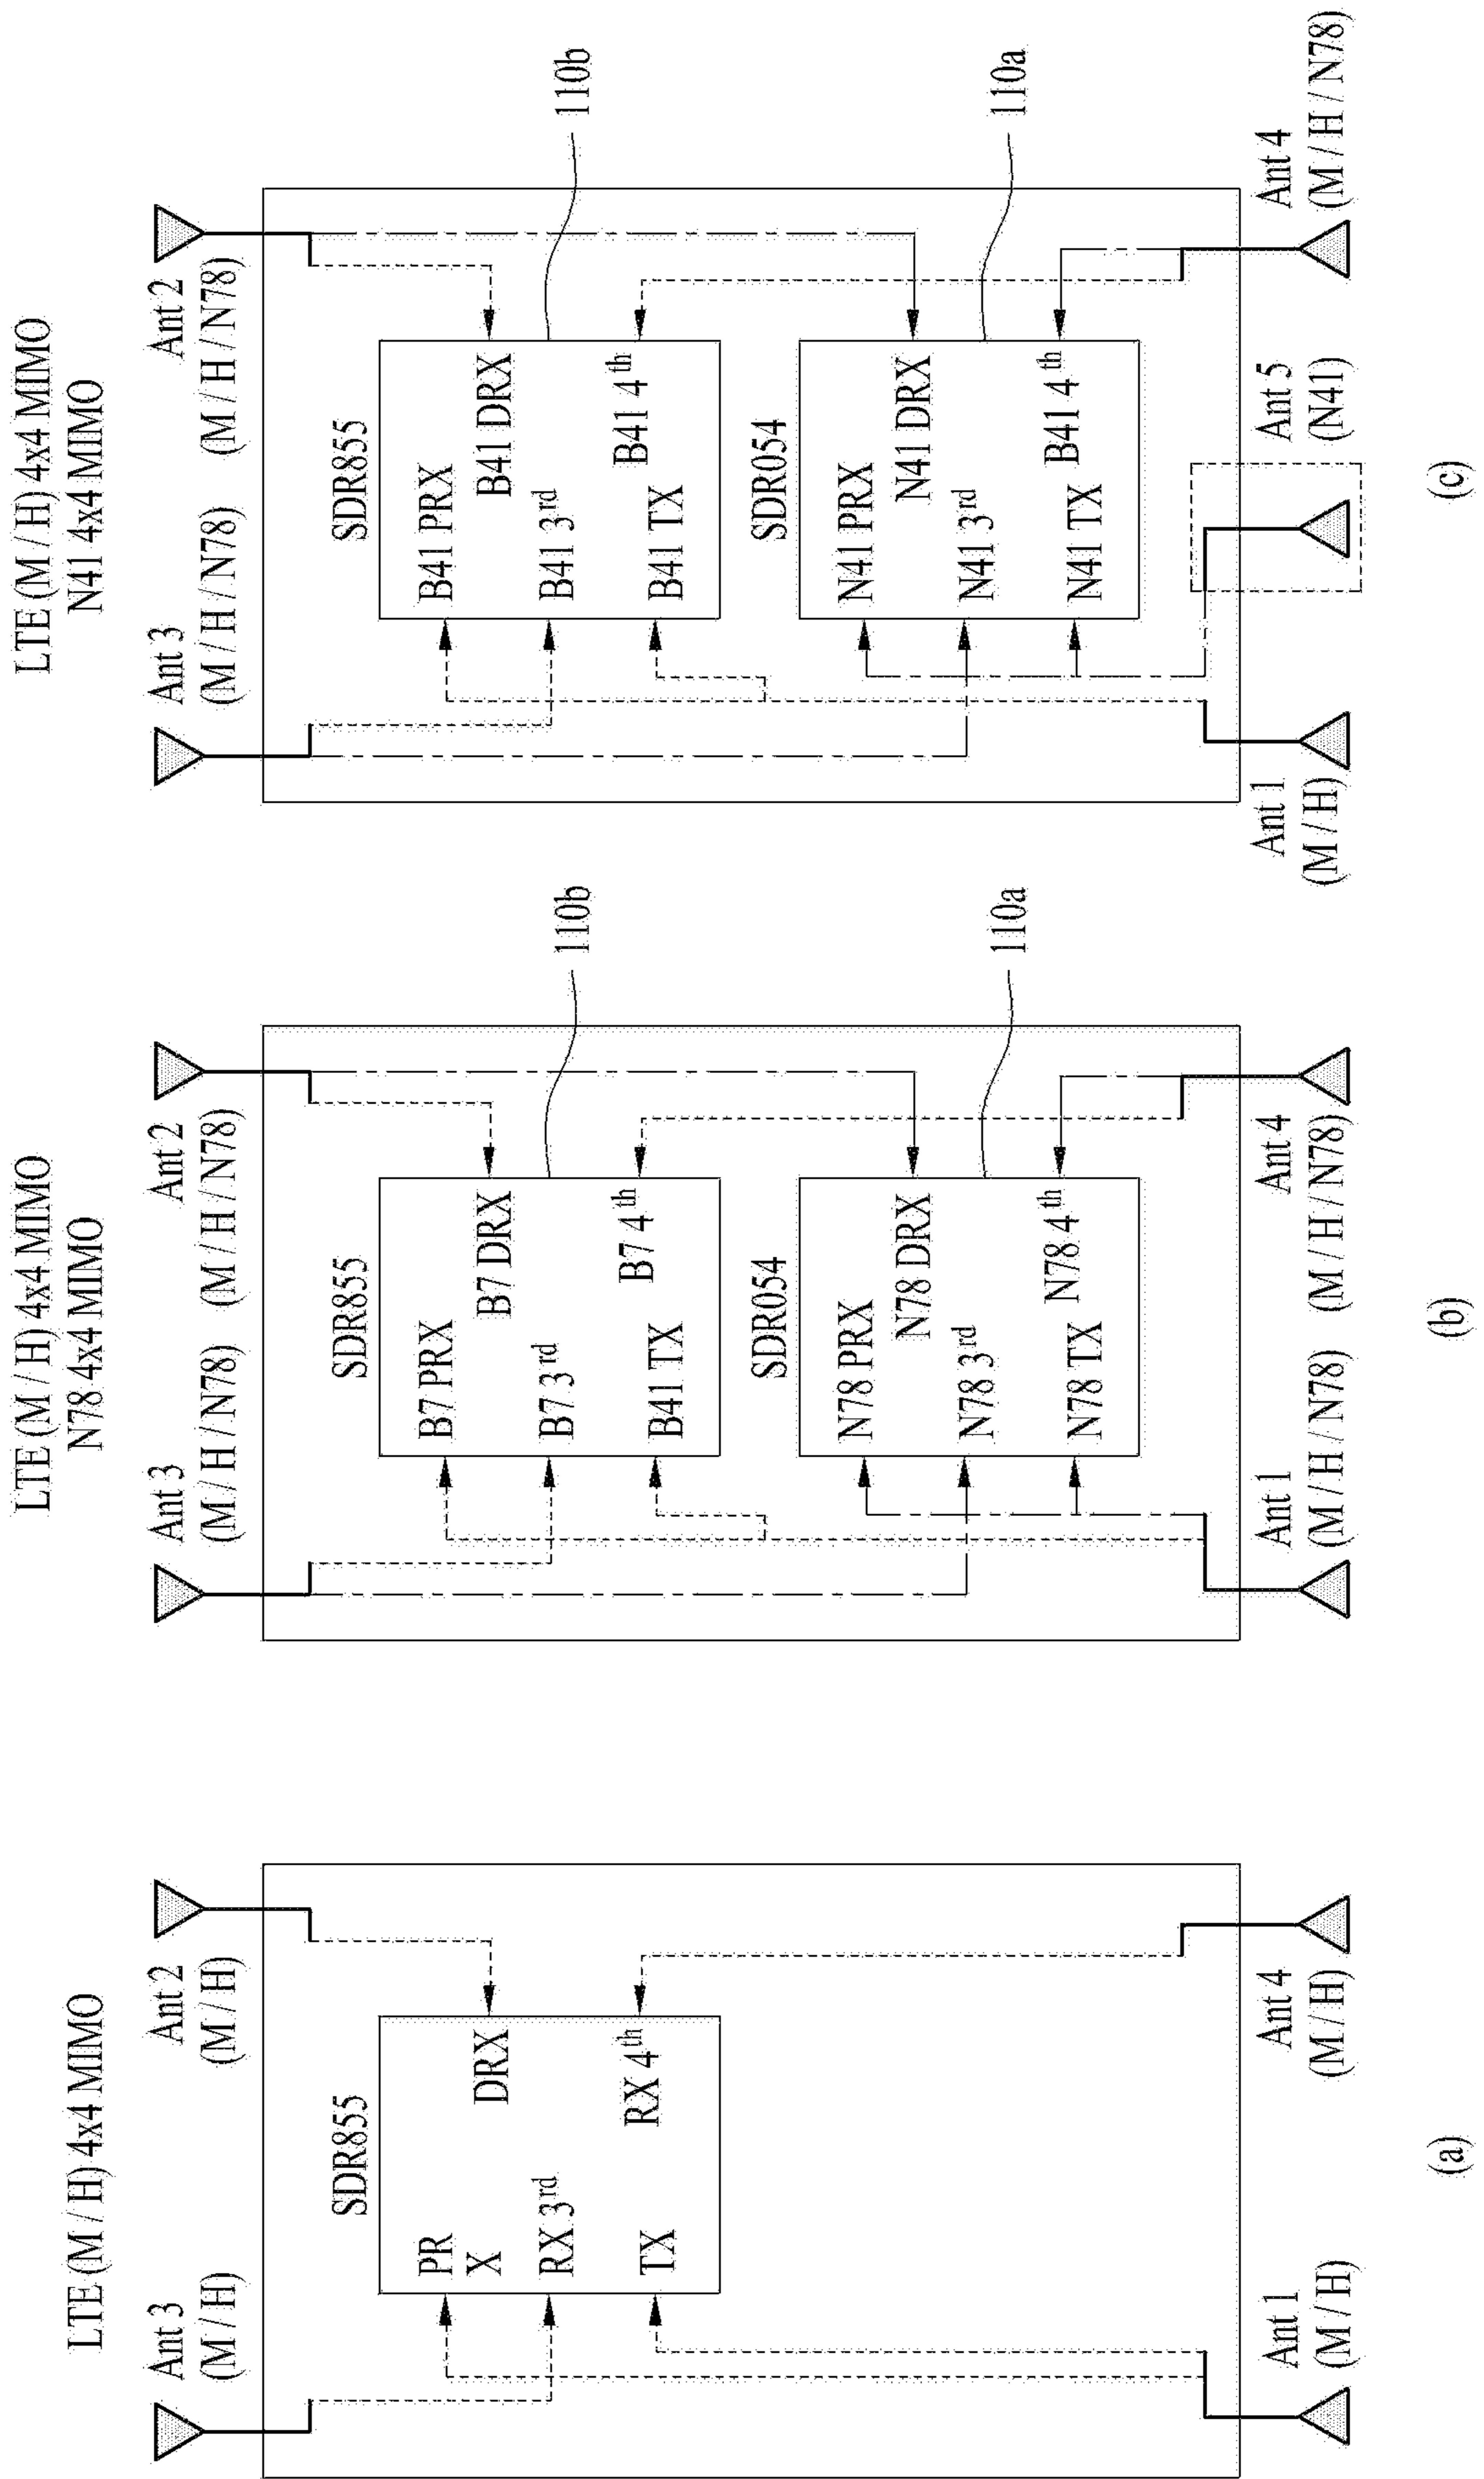 LTE (M / H) 4x4 MIMO
Ant 3
(M / H)
Ant 2
(M / H)
SDR855
PR
X
DRX
RX 3rd
RX 4th
TX
Ant 1
(M / H)
Ant 4
(M / H)
(a)
LTE (M / H) 4x4 MIMO
N78 4x4 MIMO
Ant 3
(M / H / N78)
Ant 2
(M / H / N78)
SDR855
B7 PRX
B7 DRX
B7 3rd
B7 4th
B41 TX
110b
SDR054
N78 PRX
N78 DRX
N78 3rd
N78 4th
N78 TX
110a
Ant 1
(M / H / N78)
Ant 4
(M / H / N78)
(b)
LTE (M / H) 4x4 MIMO
N41 4x4 MIMO
Ant 3
(M / H / N78)
Ant 2
(M / H / N78)
SDR855
B41 PRX
B41 DRX
B41 3rd
B41 4th
B41 TX
110b
SDR054
N41 PRX
N41 DRX
N41 3rd
B41 4th
N41 TX
110a
Ant 1
(M / H)
Ant 5
(N41)
Ant 4
(M / H / N78)
(c)